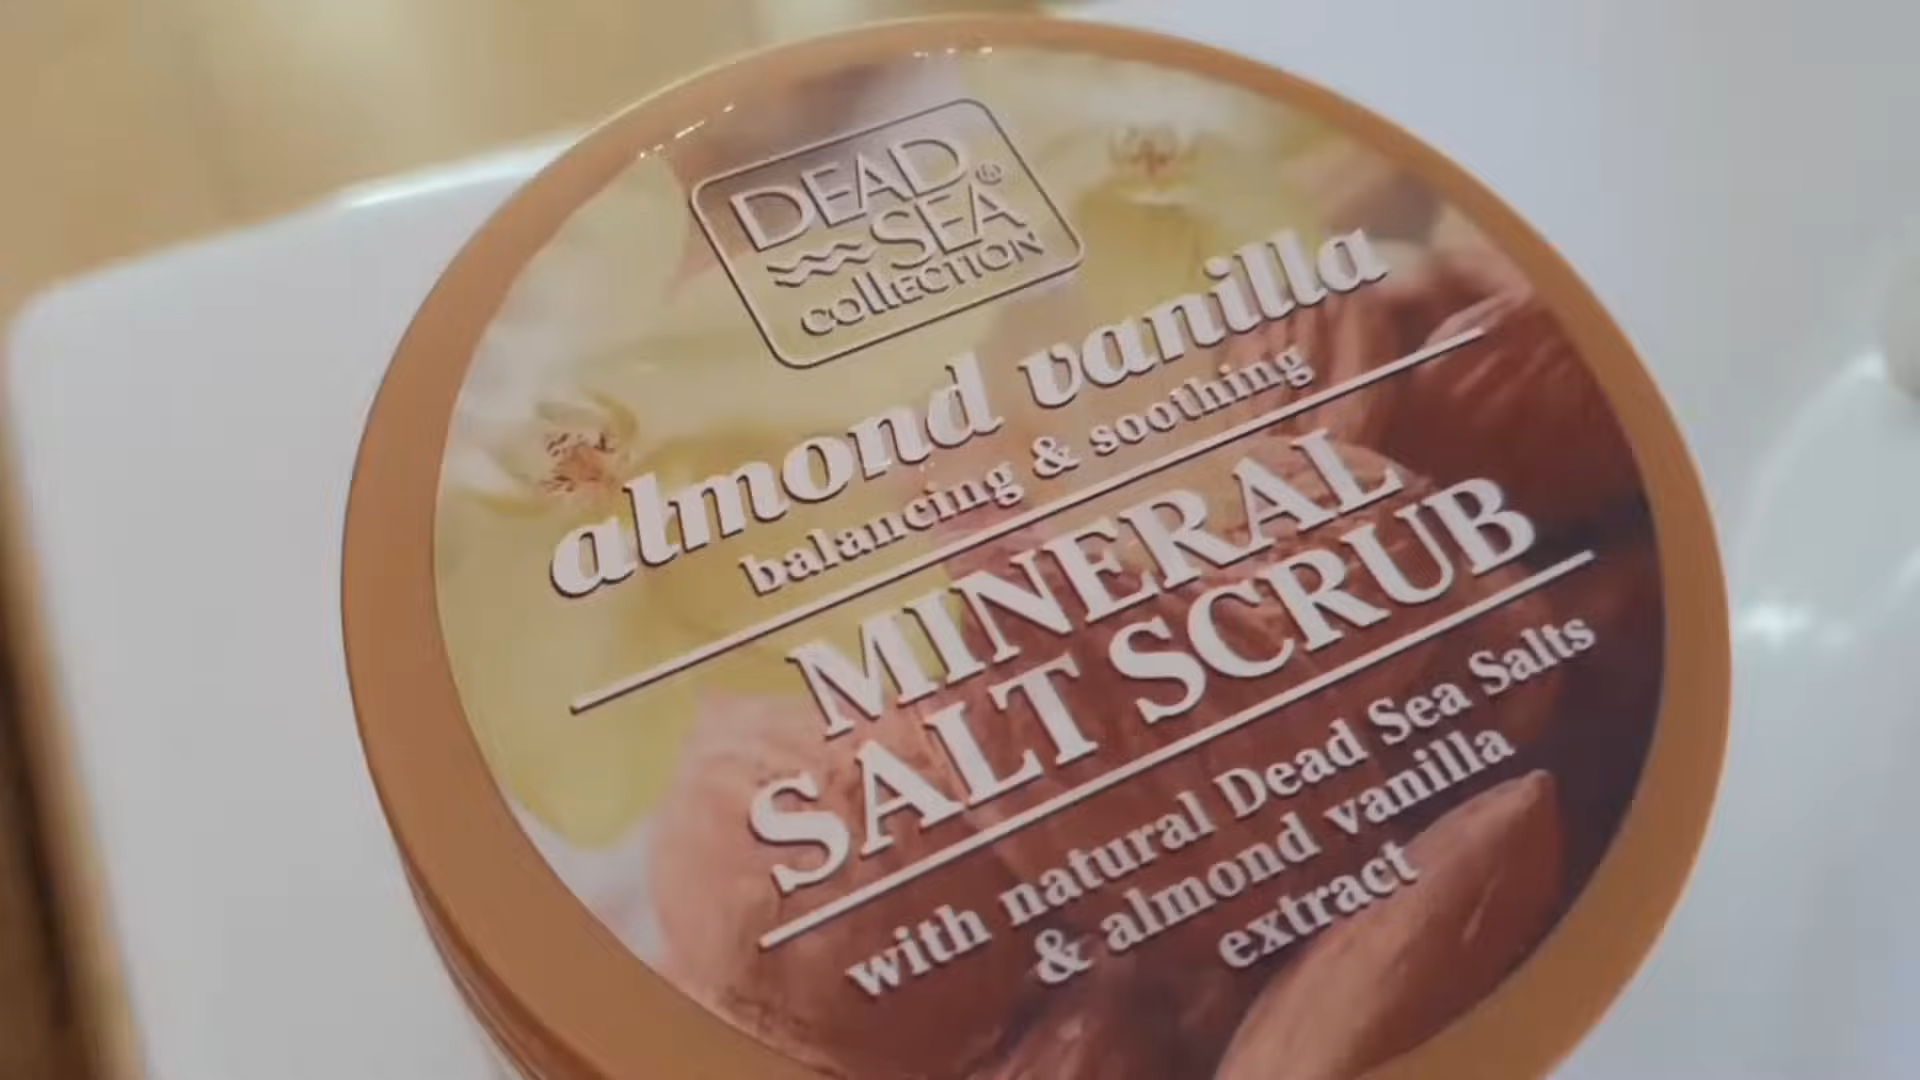 DEAD
SEA®
COLLECTION
almond vanilla
balancing & soothing
MINERAL
SALT SCRUB
with natural Dead Sea Salts
& almond vanilla
extract